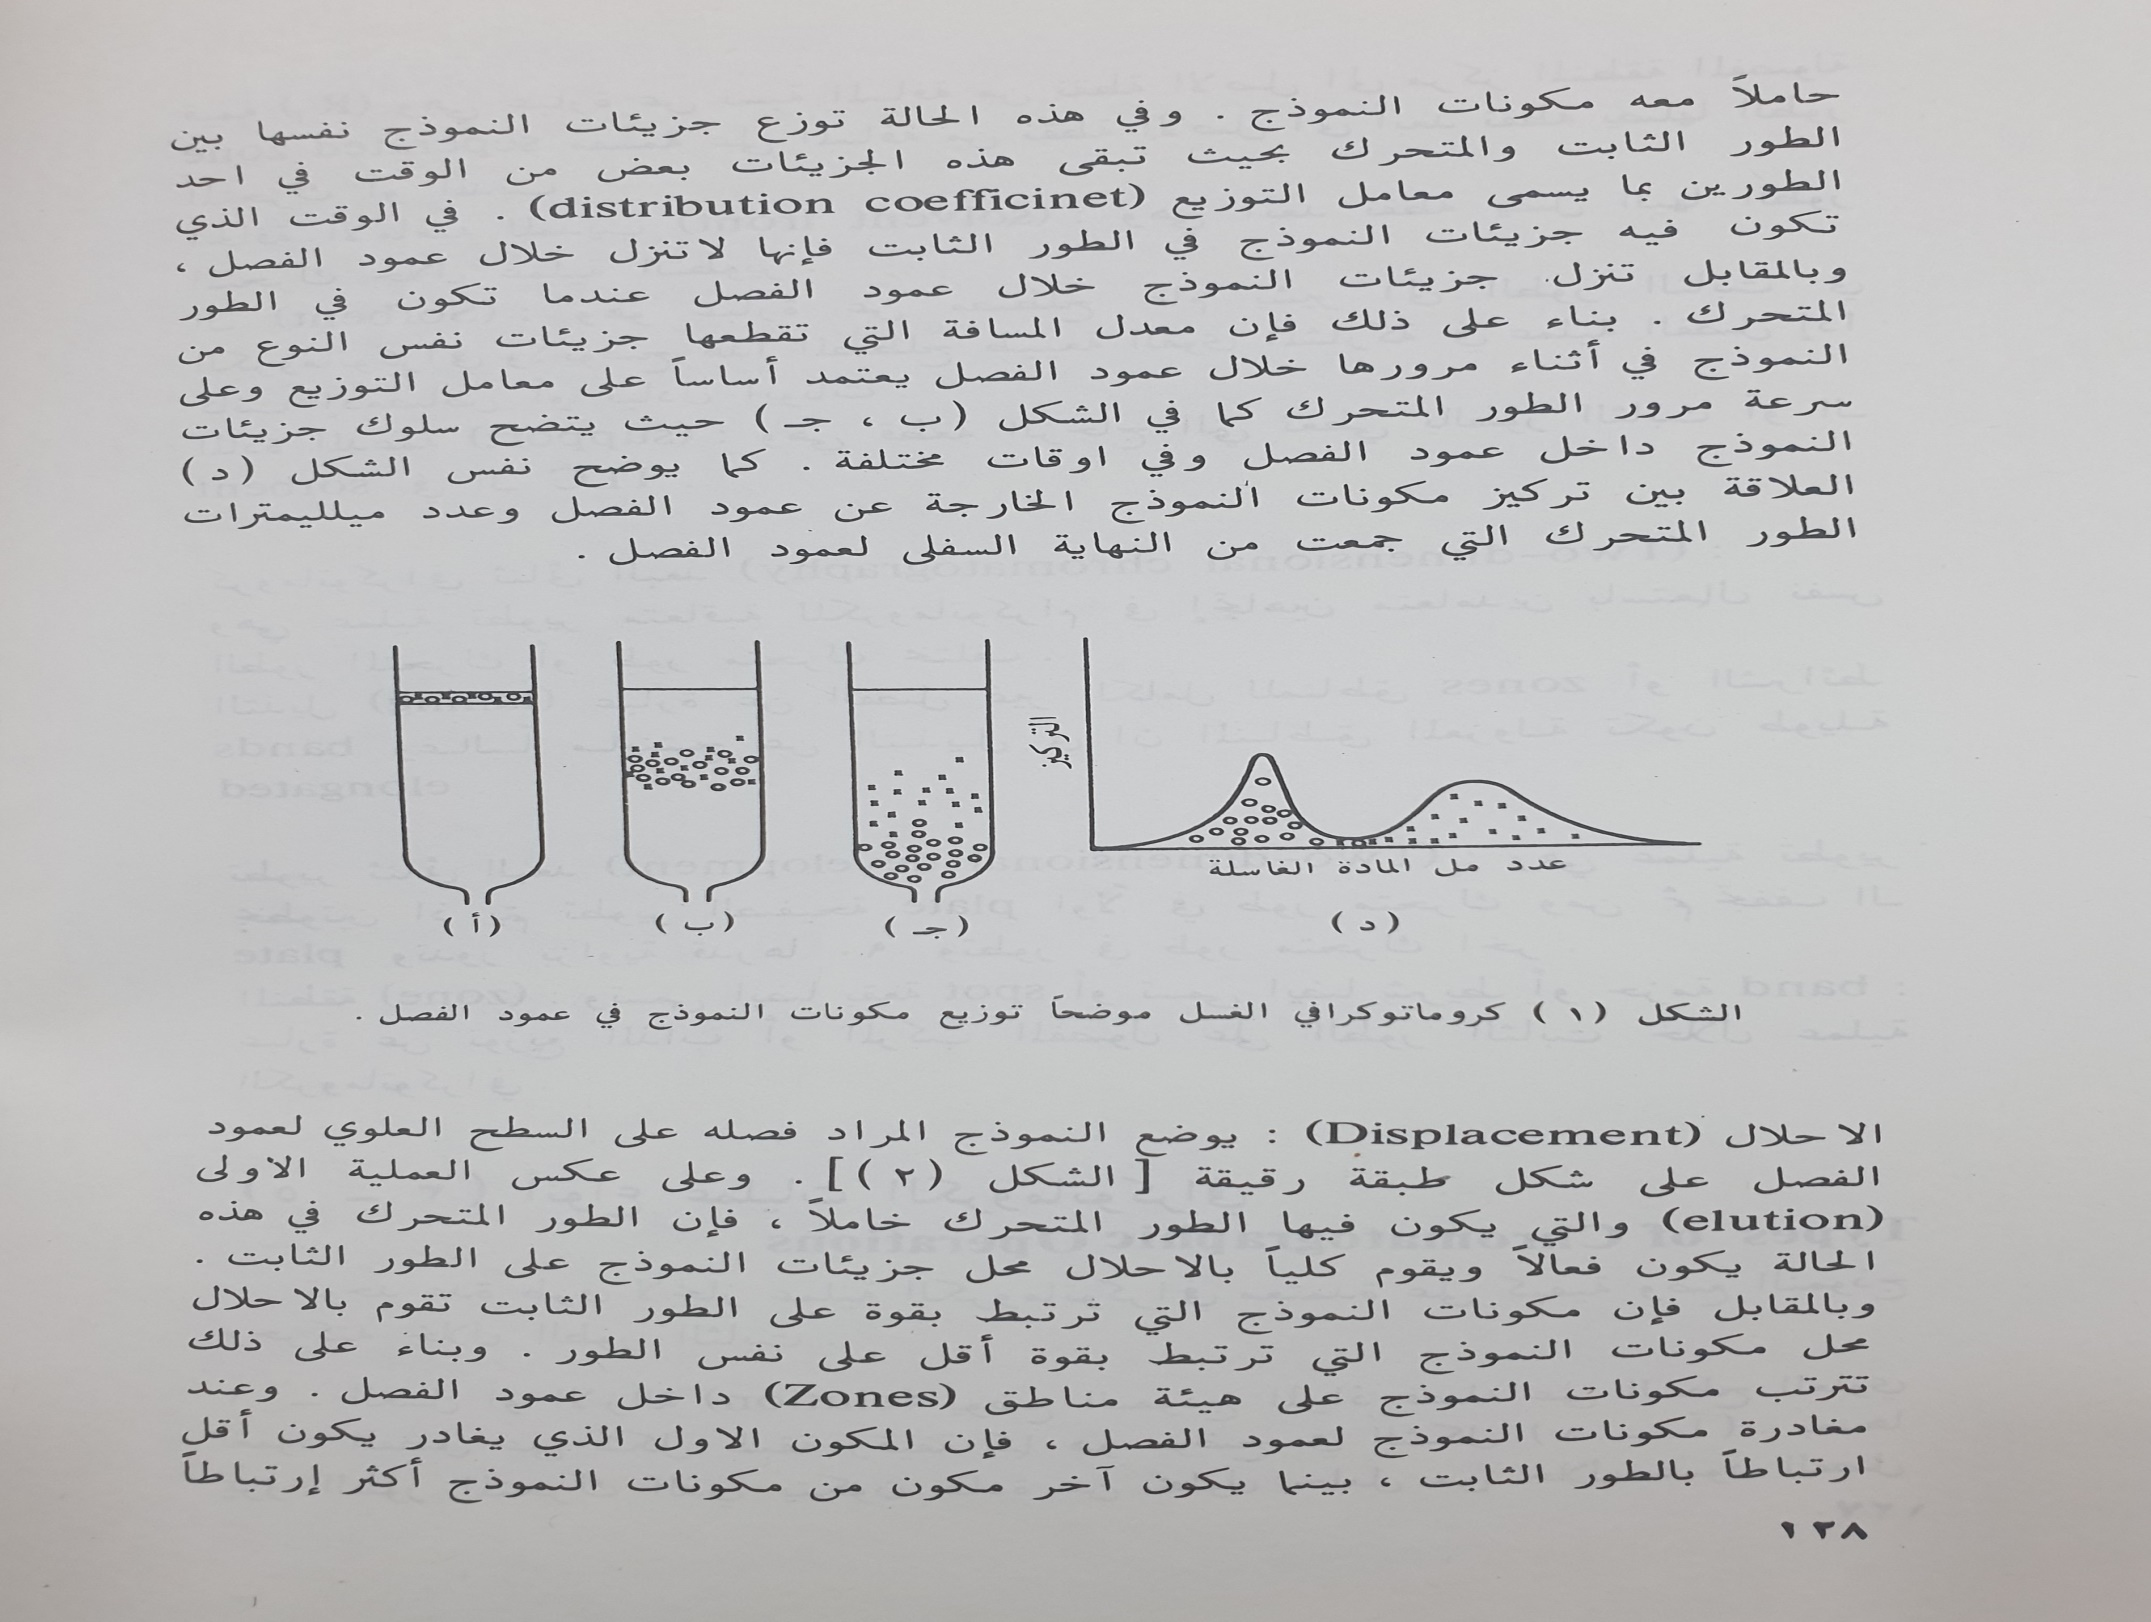 حاملاً معه مكونات النموذج . وفي هذه الحالة توزع جزيئات النموذج نفسها بين
الطور الثابت والمتحرك بحيث تبقى هذه الجزيئات بعض من الوقت في احد
الطورين بما يسمى معامل التوزيع (distribution coefficinet) . في الوقت الذي
تكون فيه جزيئات النموذج في الطور الثابت فإنها لاتنزل خلال عمود الفصل ،
وبالمقابل تنزل جزيئات النموذج خلال عمود الفصل عندما تكون في الطور
المتحرك . بناء على ذلك فإن معدل المسافة التي تقطعها جزيئات نفس النوع من
النموذج في أثناء مرورها خلال عمود الفصل يعتمد أساساً على معامل التوزيع وعلى
سرعة مرور الطور المتحرك كما في الشكل (ب ، جـ) حيث يتضح سلوك جزيئات
النموذج داخل عمود الفصل وفي اوقات مختلفة . كما يوضح نفس الشكل (د)
العلاقة بين تركيز مكونات النموذج الخارجة عن عمود الفصل وعدد ميلليمترات
الطور المتحرك التي جمعت من النهاية السفلى لعمود الفصل .
التركيز
عدد مل المادة الغاسلة
(أ)
(ب)
(جـ)
(د)
الشكل (١) كروماتوكرافي الغسل موضحاً توزيع مكونات النموذج في عمود الفصل .
الاحلال (Displacement) : يوضع النموذج المراد فصله على السطح العلوي لعمود
الفصل على شكل طبقة رقيقة [الشكل (٢)] . وعلى عكس العملية الاولى
(elution) والتي يكون فيها الطور المتحرك خاملاً ، فإن الطور المتحرك في هذه
الحالة يكون فعالاً ويقوم كلياً بالاحلال محل جزيئات النموذج على الطور الثابت .
وبالمقابل فإن مكونات النموذج التي ترتبط بقوة على الطور الثابت تقوم بالاحلال
محل مكونات النموذج التي ترتبط بقوة أقل على نفس الطور . وبناء على ذلك
تترتب مكونات النموذج على هيئة مناطق (Zones) داخل عمود الفصل . وعند
مغادرة مكونات النموذج لعمود الفصل ، فإن المكون الاول الذي يغادر يكون أقل
ارتباطاً بالطور الثابت ، بينما يكون آخر مكون من مكونات النموذج أكثر إرتباطاً
١٢٨